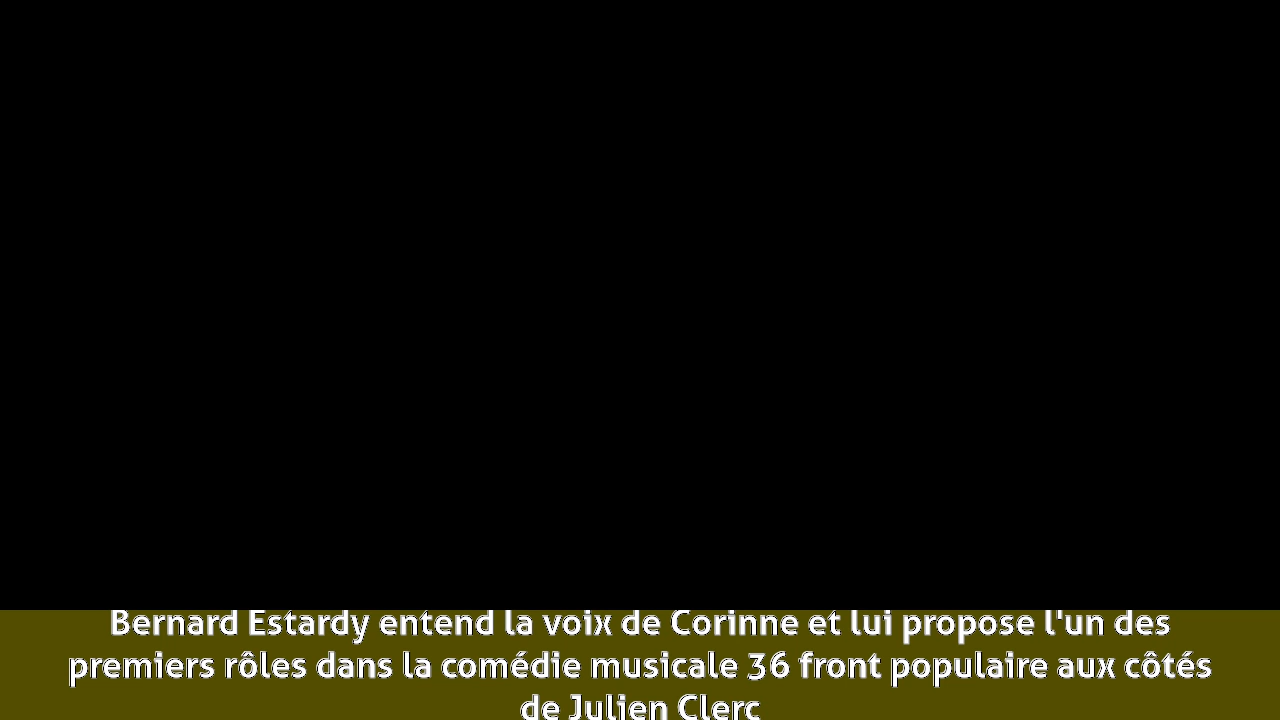 Bernard Estardy entend la voix de Corinne et lui propose l'un des
premiers rôles dans la comédie musicale 36 front populaire aux côtés
de Julien Clerc